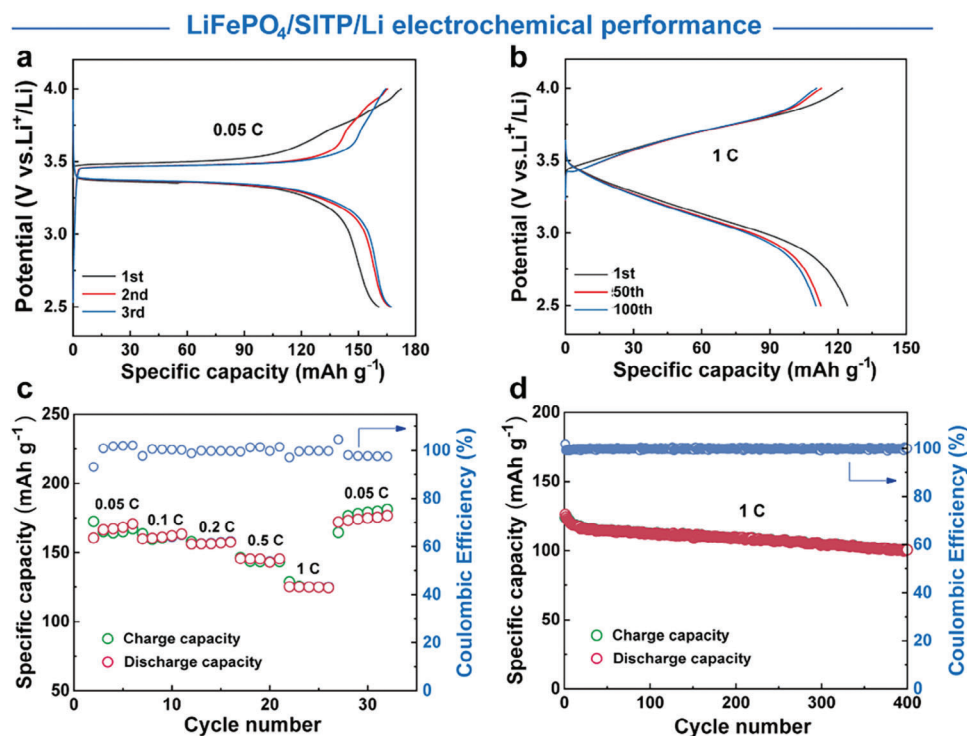 LiFePO4/SITP/Li electrochemical performance
a
Potential (V vs.Li+/Li)
4.0
3.5
3.0
2.5
0.05 C
1st
2nd
3rd
0 30 60 90 120 150 180
Specific capacity (mAh g-1)
b
Potential (V vs.Li+/Li)
4.0
3.5
3.0
2.5
1 C
1st
50th
100th
0 30 60 90 120 150
Specific capacity (mAh g-1)
c
Specific capacity (mAh g-1)
250
200
150
100
50
0.05 C
0.1 C
0.2 C
0.5 C
1 C
0.05 C
Charge capacity
Discharge capacity
0 5 10 15 20 25 30
Cycle number
100
80
60
40
20
0
Coulombic Efficiency (%)
d
Specific capacity (mAh g-1)
200
150
100
50
0
1 C
Charge capacity
Discharge capacity
0 100 200 300 400
Cycle number
100
80
60
40
20
0
Coulombic Efficiency (%)